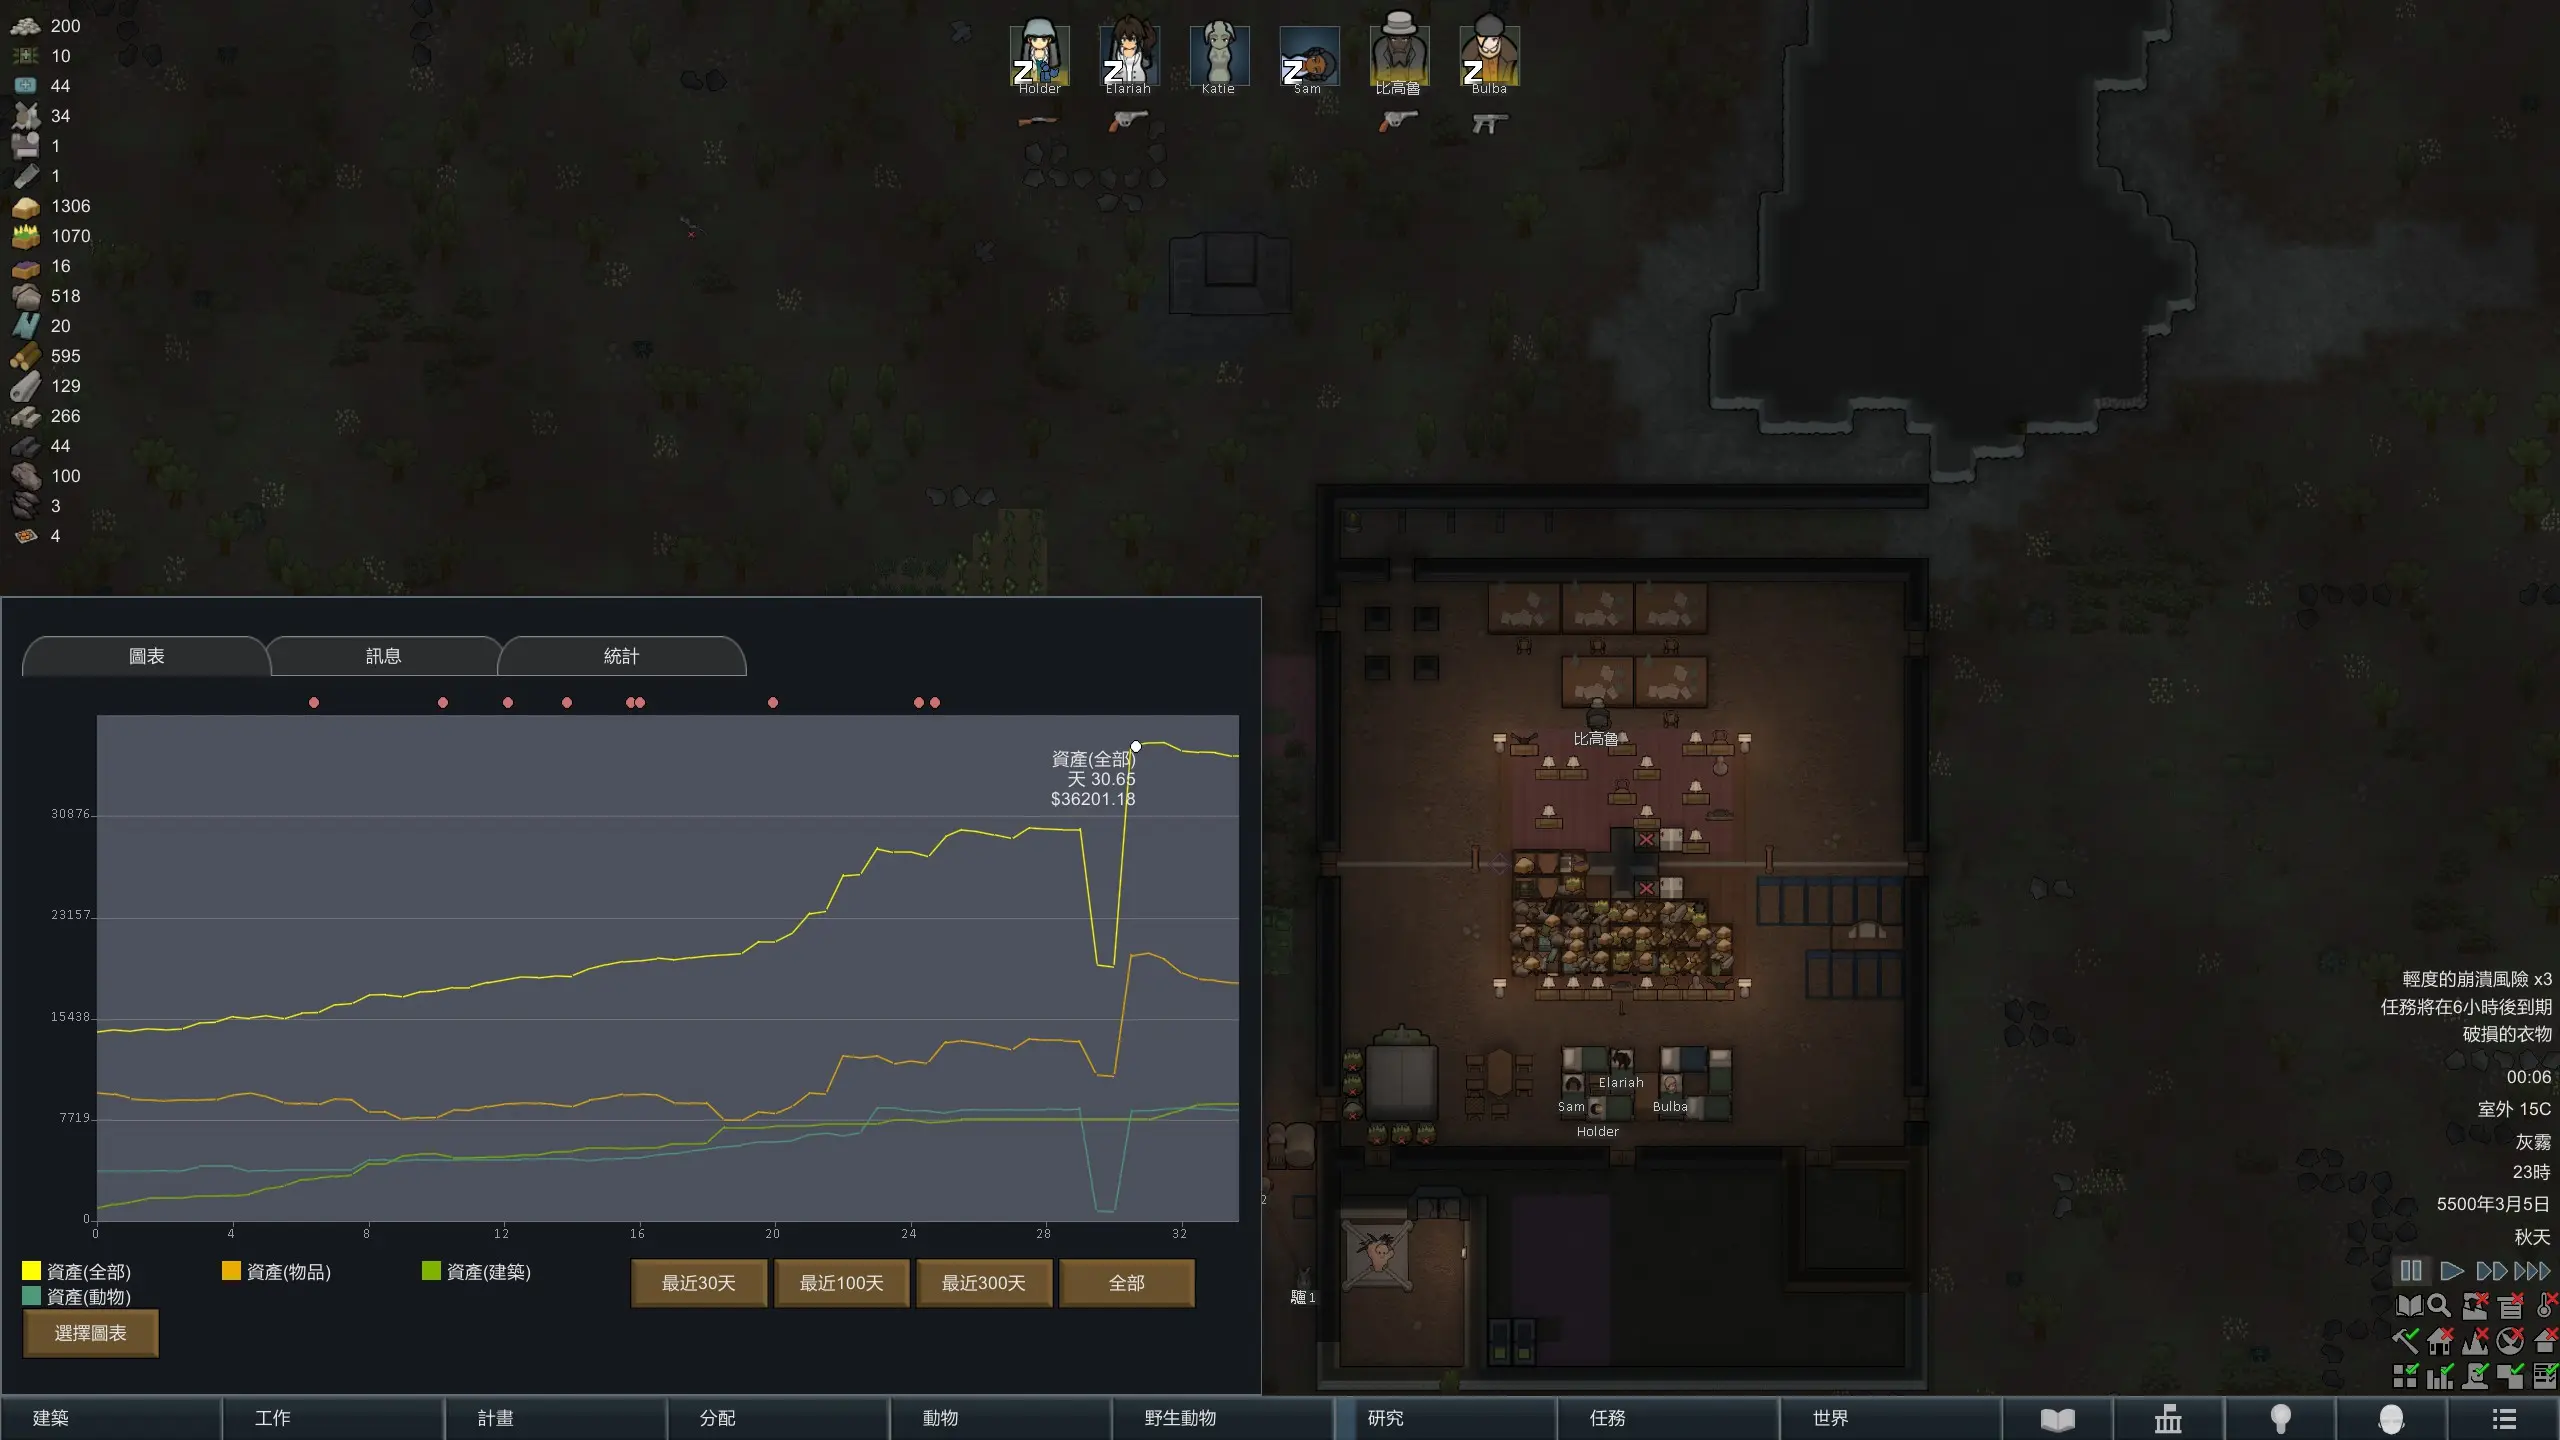 200
10
44
34
1
1
1306
1070
16
518
20
595
129
266
44
100
3
4
Holder
Elariah
Katie
Sam
比高魯
Bulba
圖表
訊息
統計
資產(全部)
天 30.65
$36201.18
30876
23157
15438
7719
0
0 4 8 12 16 20 24 28 32
資產(全部) 資產(物品) 資產(建築)
資產(動物)
最近30天 最近100天 最近300天 全部
選擇圖表
比高魯
Elariah
Sam
Bulba
Holder
2
驢 1
輕度的崩潰風險 x3
任務將在6小時後到期
破損的衣物
00:06
室外 15C
灰霧
23時
5500年3月5日
秋天
建築 工作 計畫 分配 動物 野生動物 研究 任務 世界